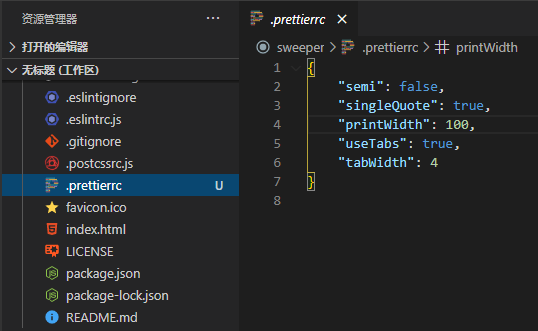 资源管理器
打开的编辑器
无标题 (工作区)
.eslintignore
.eslintrc.js
.gitignore
.postcssrc.js
.prettierrc U
favicon.ico
index.html
LICENSE
package.json
package-lock.json
README.md
.prettierrc
sweeper > .prettierrc > printWidth
1 {
2 "semi": false,
3 "singleQuote": true,
4 "printWidth": 100,
5 "useTabs": true,
6 "tabWidth": 4
7 }
8